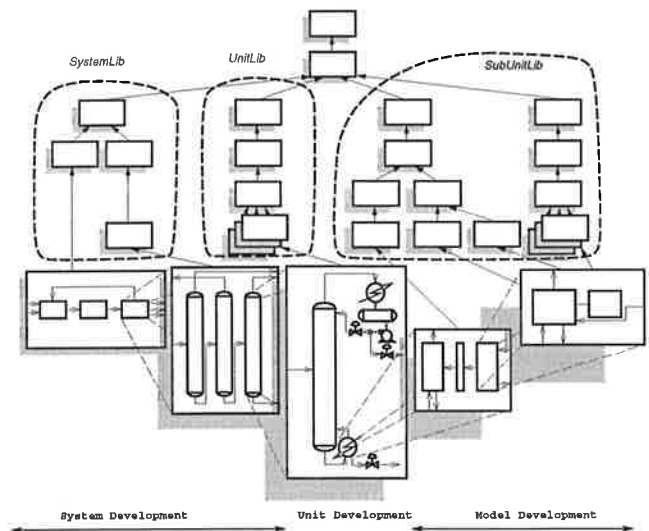 SystemLib
UnitLib
SubUnitLib
System Development
Unit Development
Model Development